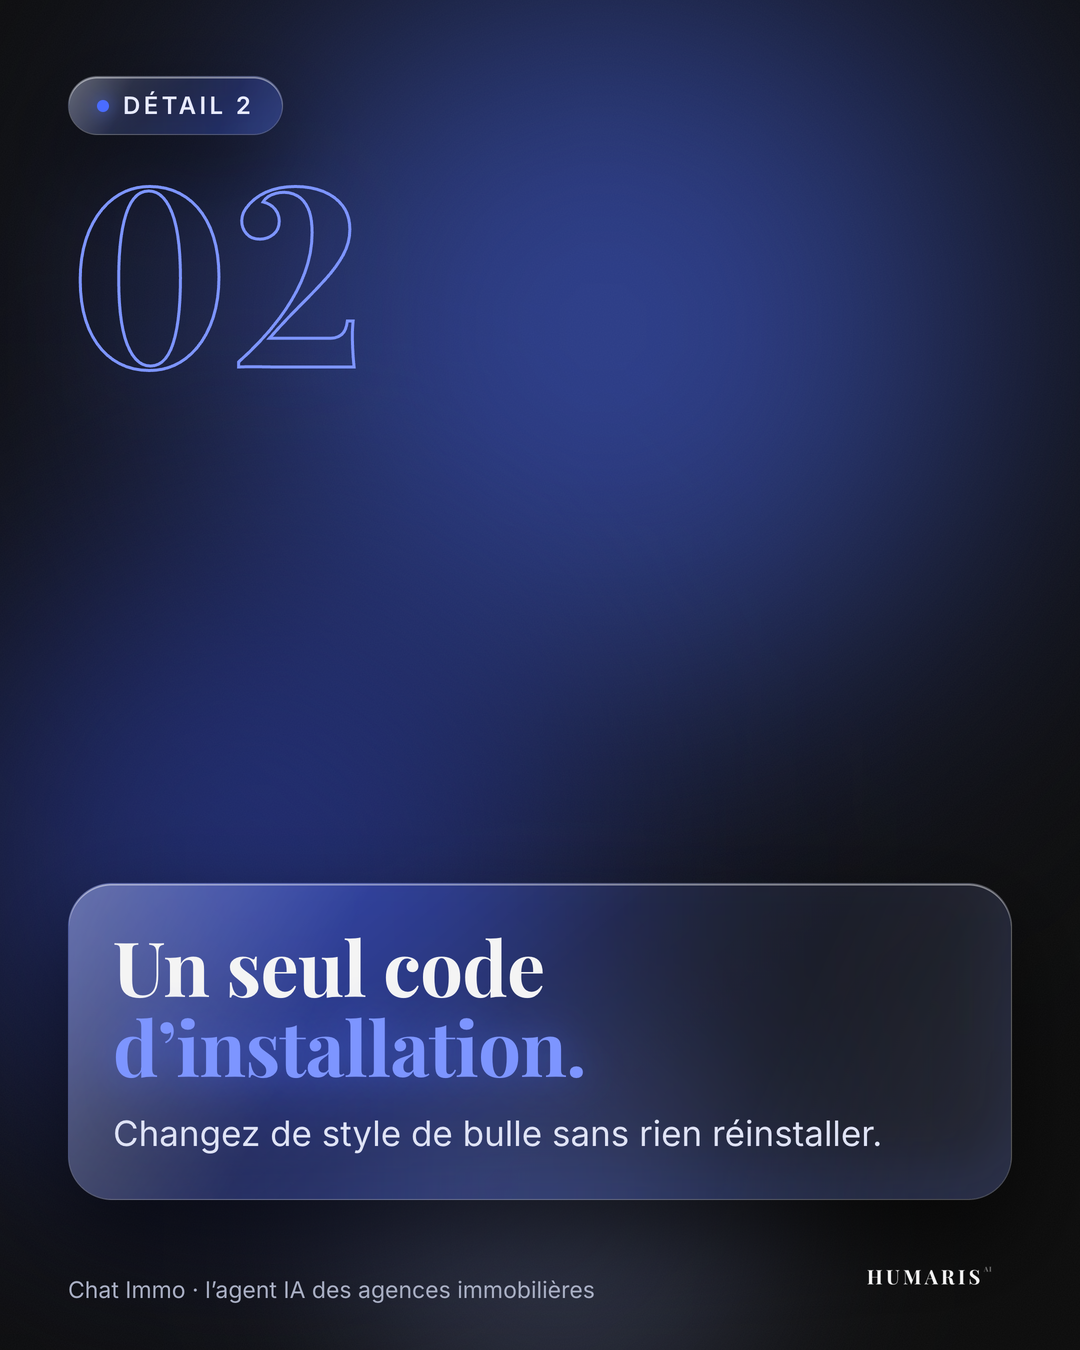 DÉTAIL 2
02
Un seul code
d’installation.
Changez de style de bulle sans rien réinstaller.
Chat Immo · l’agent IA des agences immobilières
HUMARIS AI